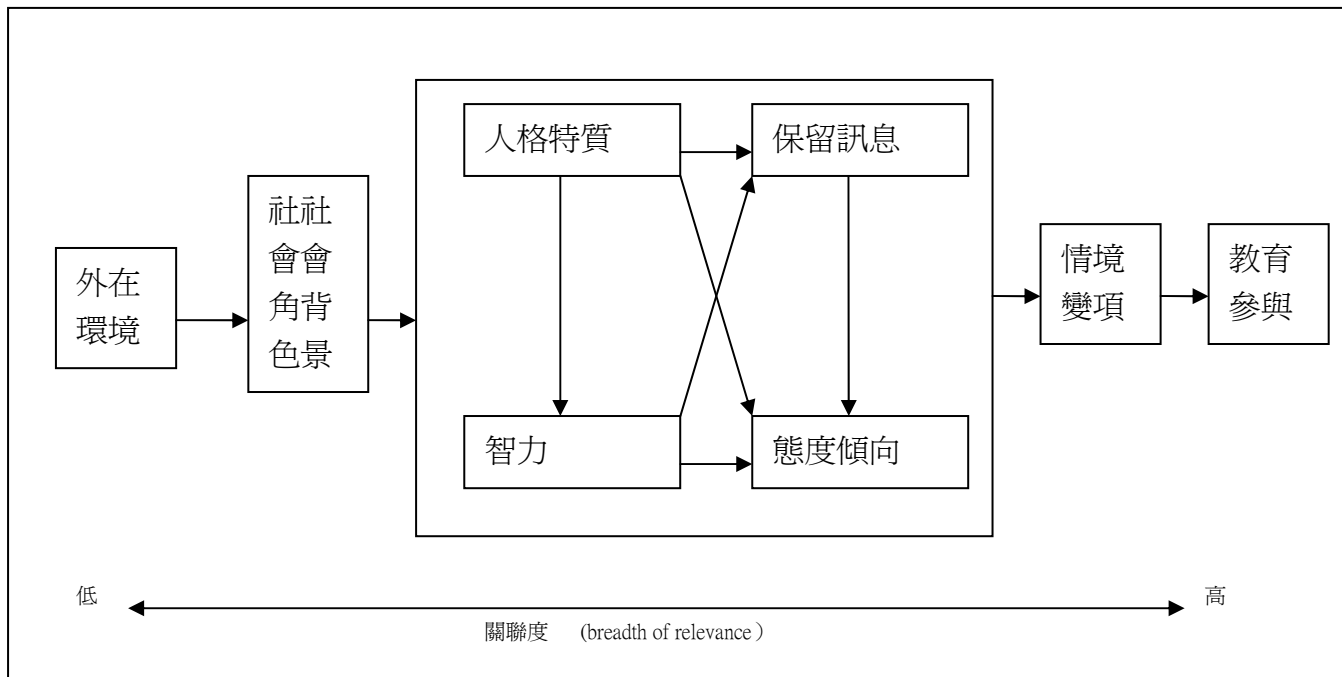 人格特質
保留訊息
社社
會會
角背
色景
外在
環境
情境
變項
教育
參與
智力
態度傾向
低
高
關聯度 (breadth of relevance)